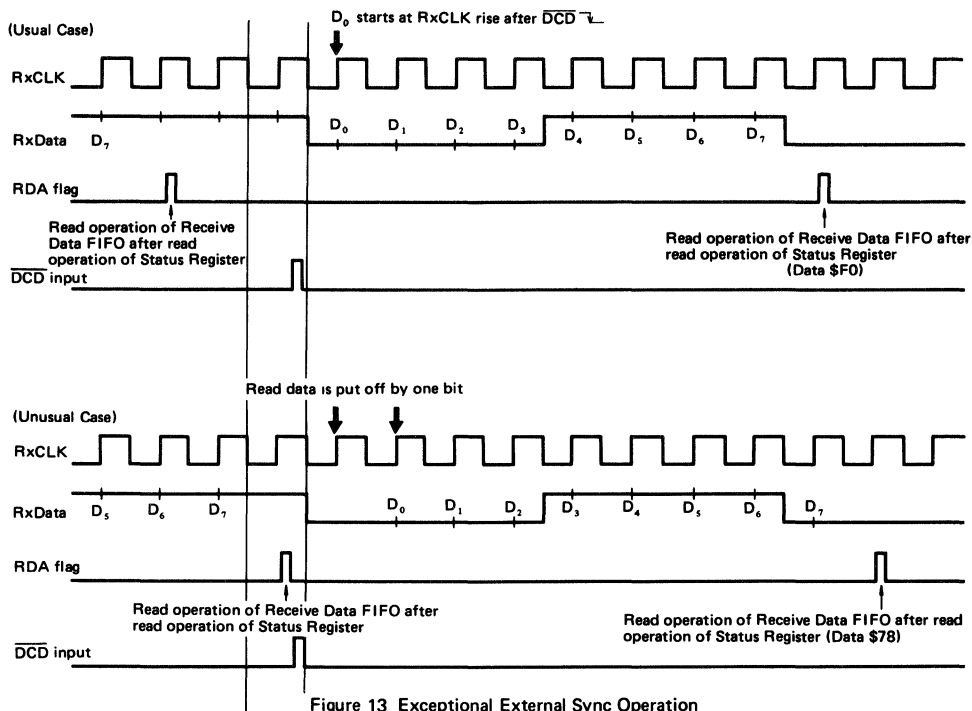 D₀ starts at RxCLK rise after DCD
(Usual Case)
RxCLK
RxData
D₇
D₀ D₁ D₂ D₃ D₄ D₅ D₆ D₇
RDA flag
Read operation of Receive
Data FIFO after read
operation of Status Register
Read operation of Receive Data FIFO after
read operation of Status Register
(Data $F0)
DCD input
Read data is put off by one bit
(Unusual Case)
RxCLK
RxData
D₅ D₆ D₇ D₀ D₁ D₂ D₃ D₄ D₅ D₆ D₇
RDA flag
Read operation of Receive Data FIFO after
read operation of Status Register
Read operation of Receive Data FIFO after read
operation of Status Register (Data $78)
DCD input
Figure 13 Exceptional External Sync Operation